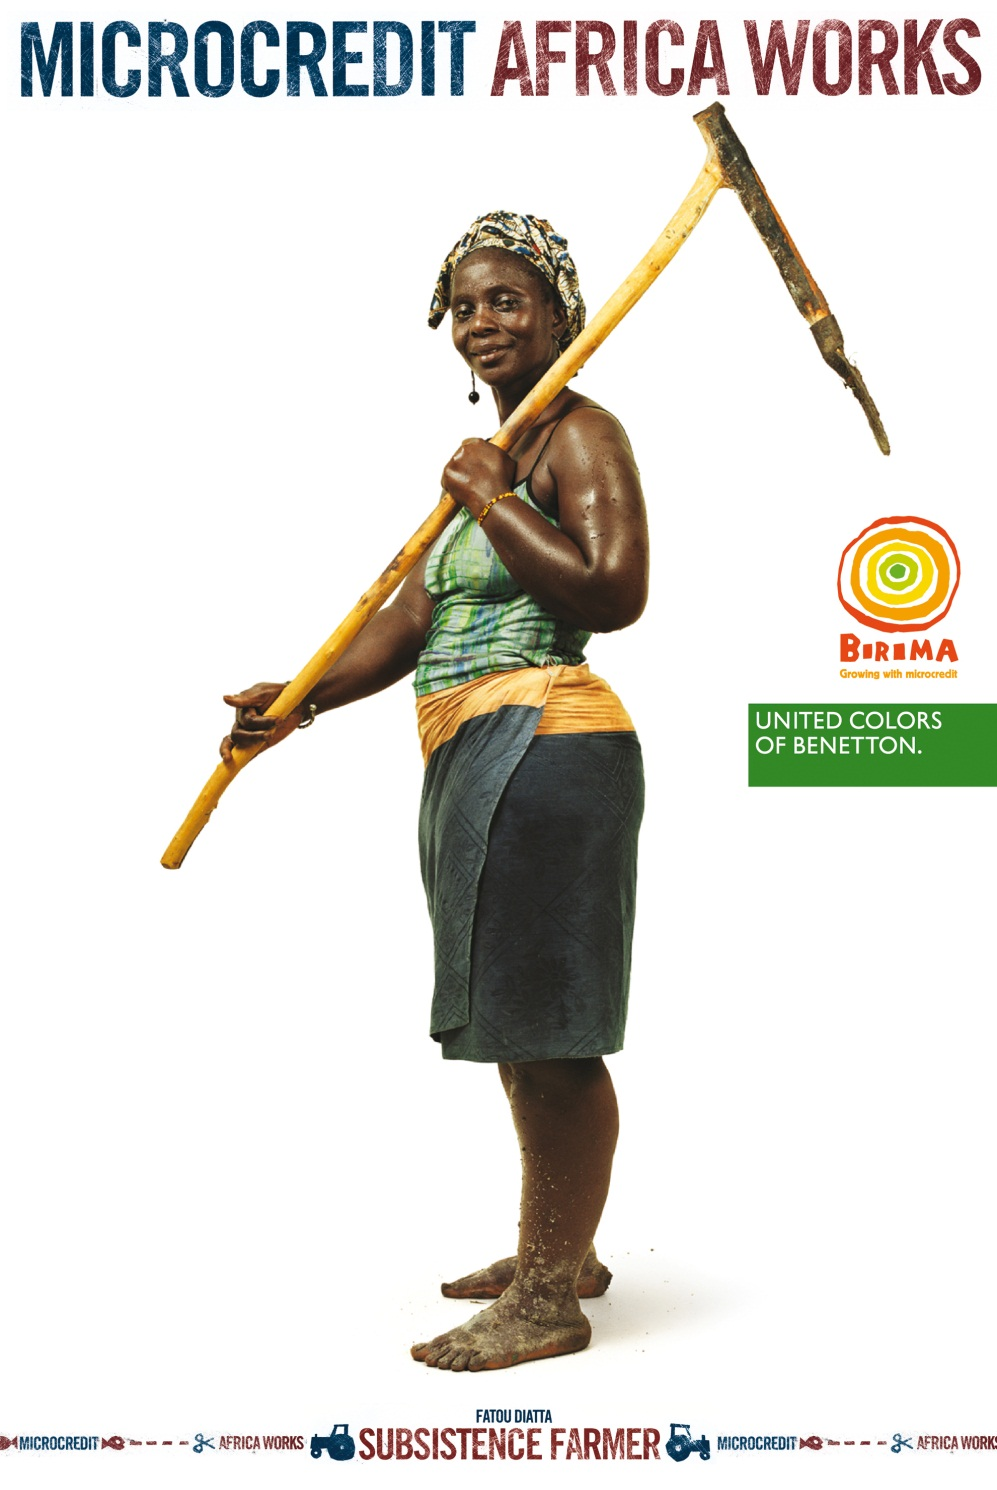 MICROCREDIT AFRICA WORKS
BIRIMA
Growing with microcredit
UNITED COLORS
OF BENETTON.
FATOU DIATTA
MICROCREDIT AFRICA WORKS SUBSISTENCE FARMER MICROCREDIT AFRICA WORKS